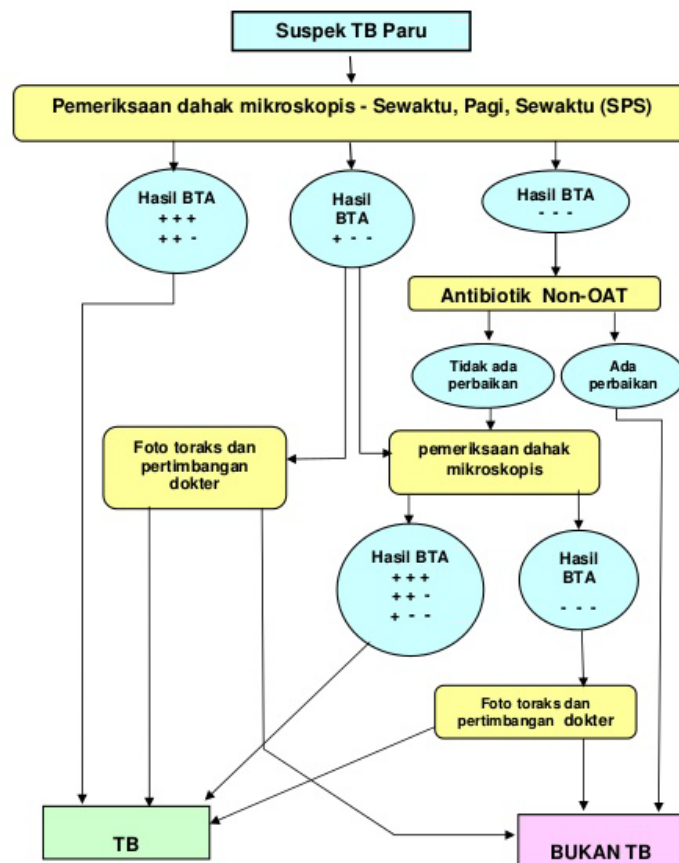 Suspek TB Paru
Pemeriksaan dahak mikroskopis - Sewaktu, Pagi, Sewaktu (SPS)
Hasil BTA
+ + +
+ + -
Hasil
BTA
+ - -
Hasil BTA
- - -
Antibiotik Non-OAT
Tidak ada
perbaikan
Ada
perbaikan
Foto toraks dan
pertimbangan
dokter
pemeriksaan dahak
mikroskopis
Hasil BTA
+ + +
+ + -
+ - -
Hasil
BTA
- - -
Foto toraks dan
pertimbangan dokter
TB
BUKAN TB